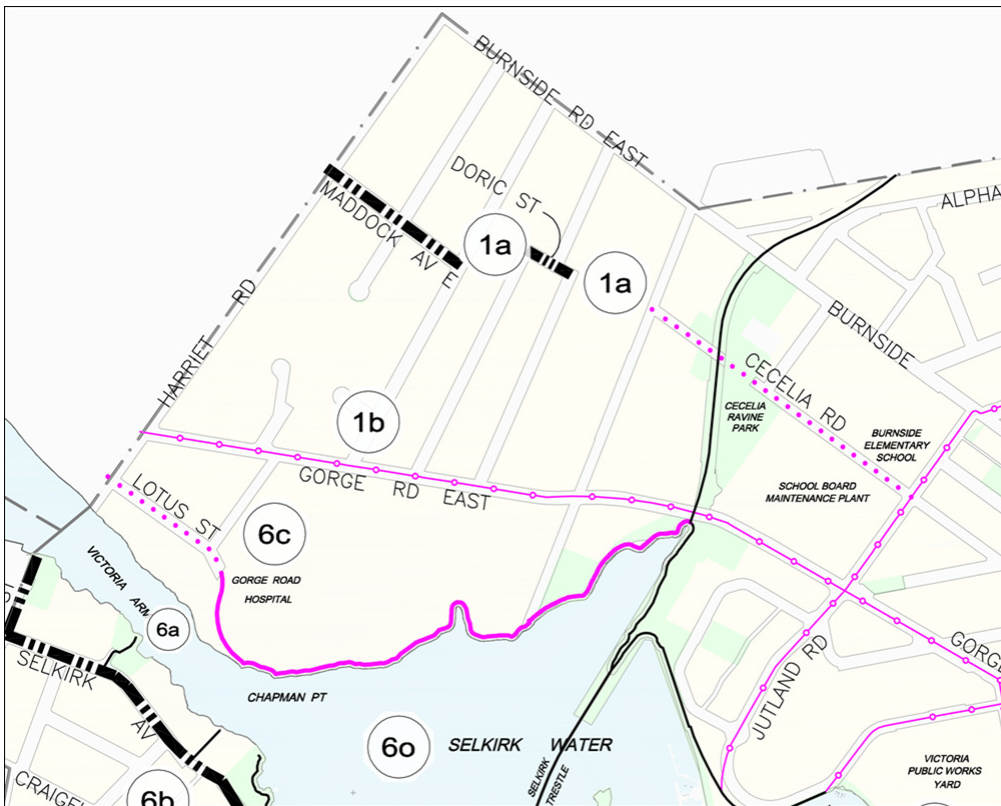 BURNSIDE RD EAST
DORIC ST
ALPHA
MADDOCK AV E
1a
1a
HARRIET RD
BURNSIDE
CECELIA RD
CECELIA
RAVINE
PARK
BURNSIDE
ELEMENTARY
SCHOOL
1b
GORGE RD EAST
SCHOOL BOARD
MAINTENANCE PLANT
LOTUS ST
6c
GORGE ROAD
HOSPITAL
VICTORIA ARM
6a
SELKIRK AV
CHAPMAN PT
GORGE
JUTLAND RD
6o
SELKIRK WATER
SELKIRK
TRESTLE
VICTORIA
PUBLIC WORKS
YARD
CRAIGF
6b